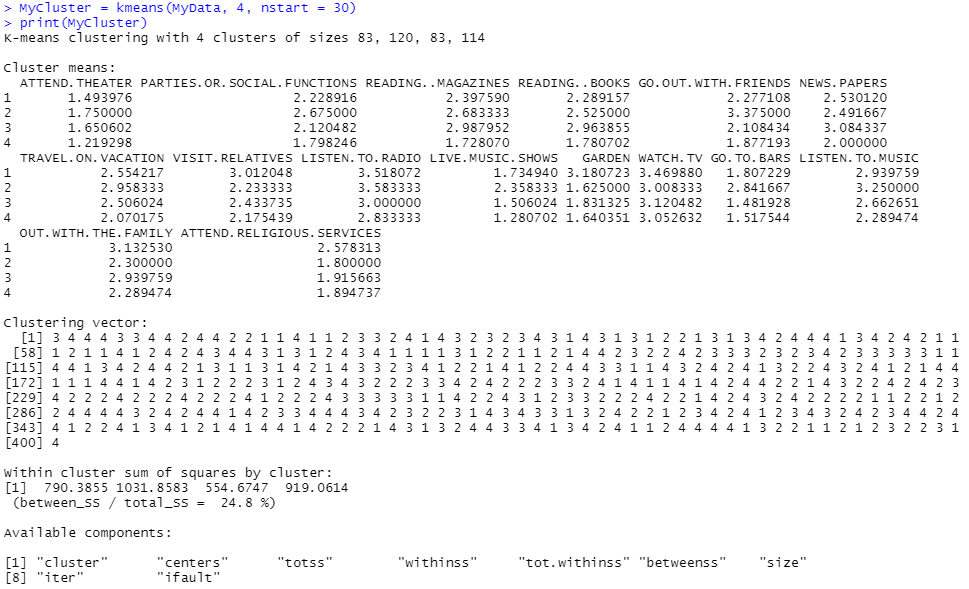 > MyCluster = kmeans(MyData, 4, nstart = 30)
> print(MyCluster)
K-means clustering with 4 clusters of sizes 83, 120, 83, 114
Cluster means:
ATTEND.THEATER PARTIES.OR.SOCIAL.FUNCTIONS READING..MAGAZINES READING..BOOKS GO.OUT.WITH.FRIENDS NEWS.PAPERS
1 1.493976 2.228916 2.397590 2.289157 2.277108 2.530120
2 1.750000 2.675000 2.683333 2.525000 3.375000 2.491667
3 1.650602 2.120482 2.987952 2.963855 2.108434 3.084337
4 1.219298 1.798246 1.728070 1.780702 1.877193 2.000000
TRAVEL.ON.VACATION VISIT.RELATIVES LISTEN.TO.RADIO LIVE.MUSIC.SHOWS GARDEN WATCH.TV GO.TO.BARS LISTEN.TO.MUSIC
1 2.554217 3.012048 3.518072 1.734940 3.180723 3.469880 1.807229 2.939759
2 2.958333 2.233333 3.583333 2.358333 1.625000 3.008333 2.841667 3.250000
3 2.506024 2.433735 3.000000 1.506024 1.831325 3.120482 1.481928 2.662651
4 2.070175 2.175439 2.833333 1.280702 1.640351 3.052632 1.517544 2.289474
OUT.WITH.THE.FAMILY ATTEND.RELIGIOUS.SERVICES
1 3.132530 2.578313
2 2.300000 1.800000
3 2.939759 1.915663
4 2.289474 1.894737
Clustering vector:
[1] 3 4 4 4 3 3 4 4 2 4 4 2 2 1 1 4 1 1 2 3 3 2 4 1 4 3 2 3 2 3 4 3 1 4 3 1 3 1 2 2 1 3 1 3 4 2 4 4 4 1 3 4 2 4 2 1 1
[58] 1 2 1 1 4 1 2 4 2 4 3 4 4 3 1 3 1 2 4 3 4 1 1 1 1 3 1 2 2 1 1 2 1 4 4 2 3 2 2 4 2 3 3 3 2 3 2 3 4 2 3 3 3 3 3 1 1
[115] 4 4 1 3 4 2 4 4 2 1 3 1 1 3 1 4 2 1 4 3 3 2 3 4 1 2 2 1 4 1 2 2 4 4 3 3 1 1 4 3 2 4 2 4 1 3 2 2 4 3 2 4 1 2 1 4 4
[172] 1 1 1 4 4 1 4 2 3 1 2 2 2 3 1 2 4 3 4 3 2 2 2 3 3 4 2 4 2 2 2 3 3 2 4 1 4 1 1 4 1 4 2 4 4 2 2 1 4 3 2 2 4 2 4 2 3
[229] 4 2 2 2 4 2 2 2 4 2 2 2 4 1 2 2 2 4 3 3 3 3 3 1 1 4 2 2 4 3 1 2 3 3 2 2 2 4 2 2 1 4 2 4 3 2 4 2 2 2 2 1 1 2 2 1 2
[286] 2 4 4 4 4 3 2 4 2 4 4 1 4 2 3 3 4 4 4 3 4 2 3 2 2 3 1 4 3 4 3 3 1 3 2 4 2 2 1 2 3 4 2 4 1 2 3 4 3 2 4 2 3 4 4 2 4
[343] 4 1 2 2 4 1 3 4 1 2 1 4 1 4 4 1 4 2 2 2 1 4 3 1 3 2 4 4 3 3 4 1 3 4 2 4 1 1 2 4 4 4 4 1 3 2 2 1 1 2 1 2 3 2 2 3 1
[400] 4
Within cluster sum of squares by cluster:
[1] 790.3855 1031.8583 554.6747 919.0614
(between_SS / total_SS = 24.8 %)
Available components:
[1] "cluster" "centers" "totss" "withinss" "tot.withinss" "betweenss" "size"
[8] "iter" "ifault"